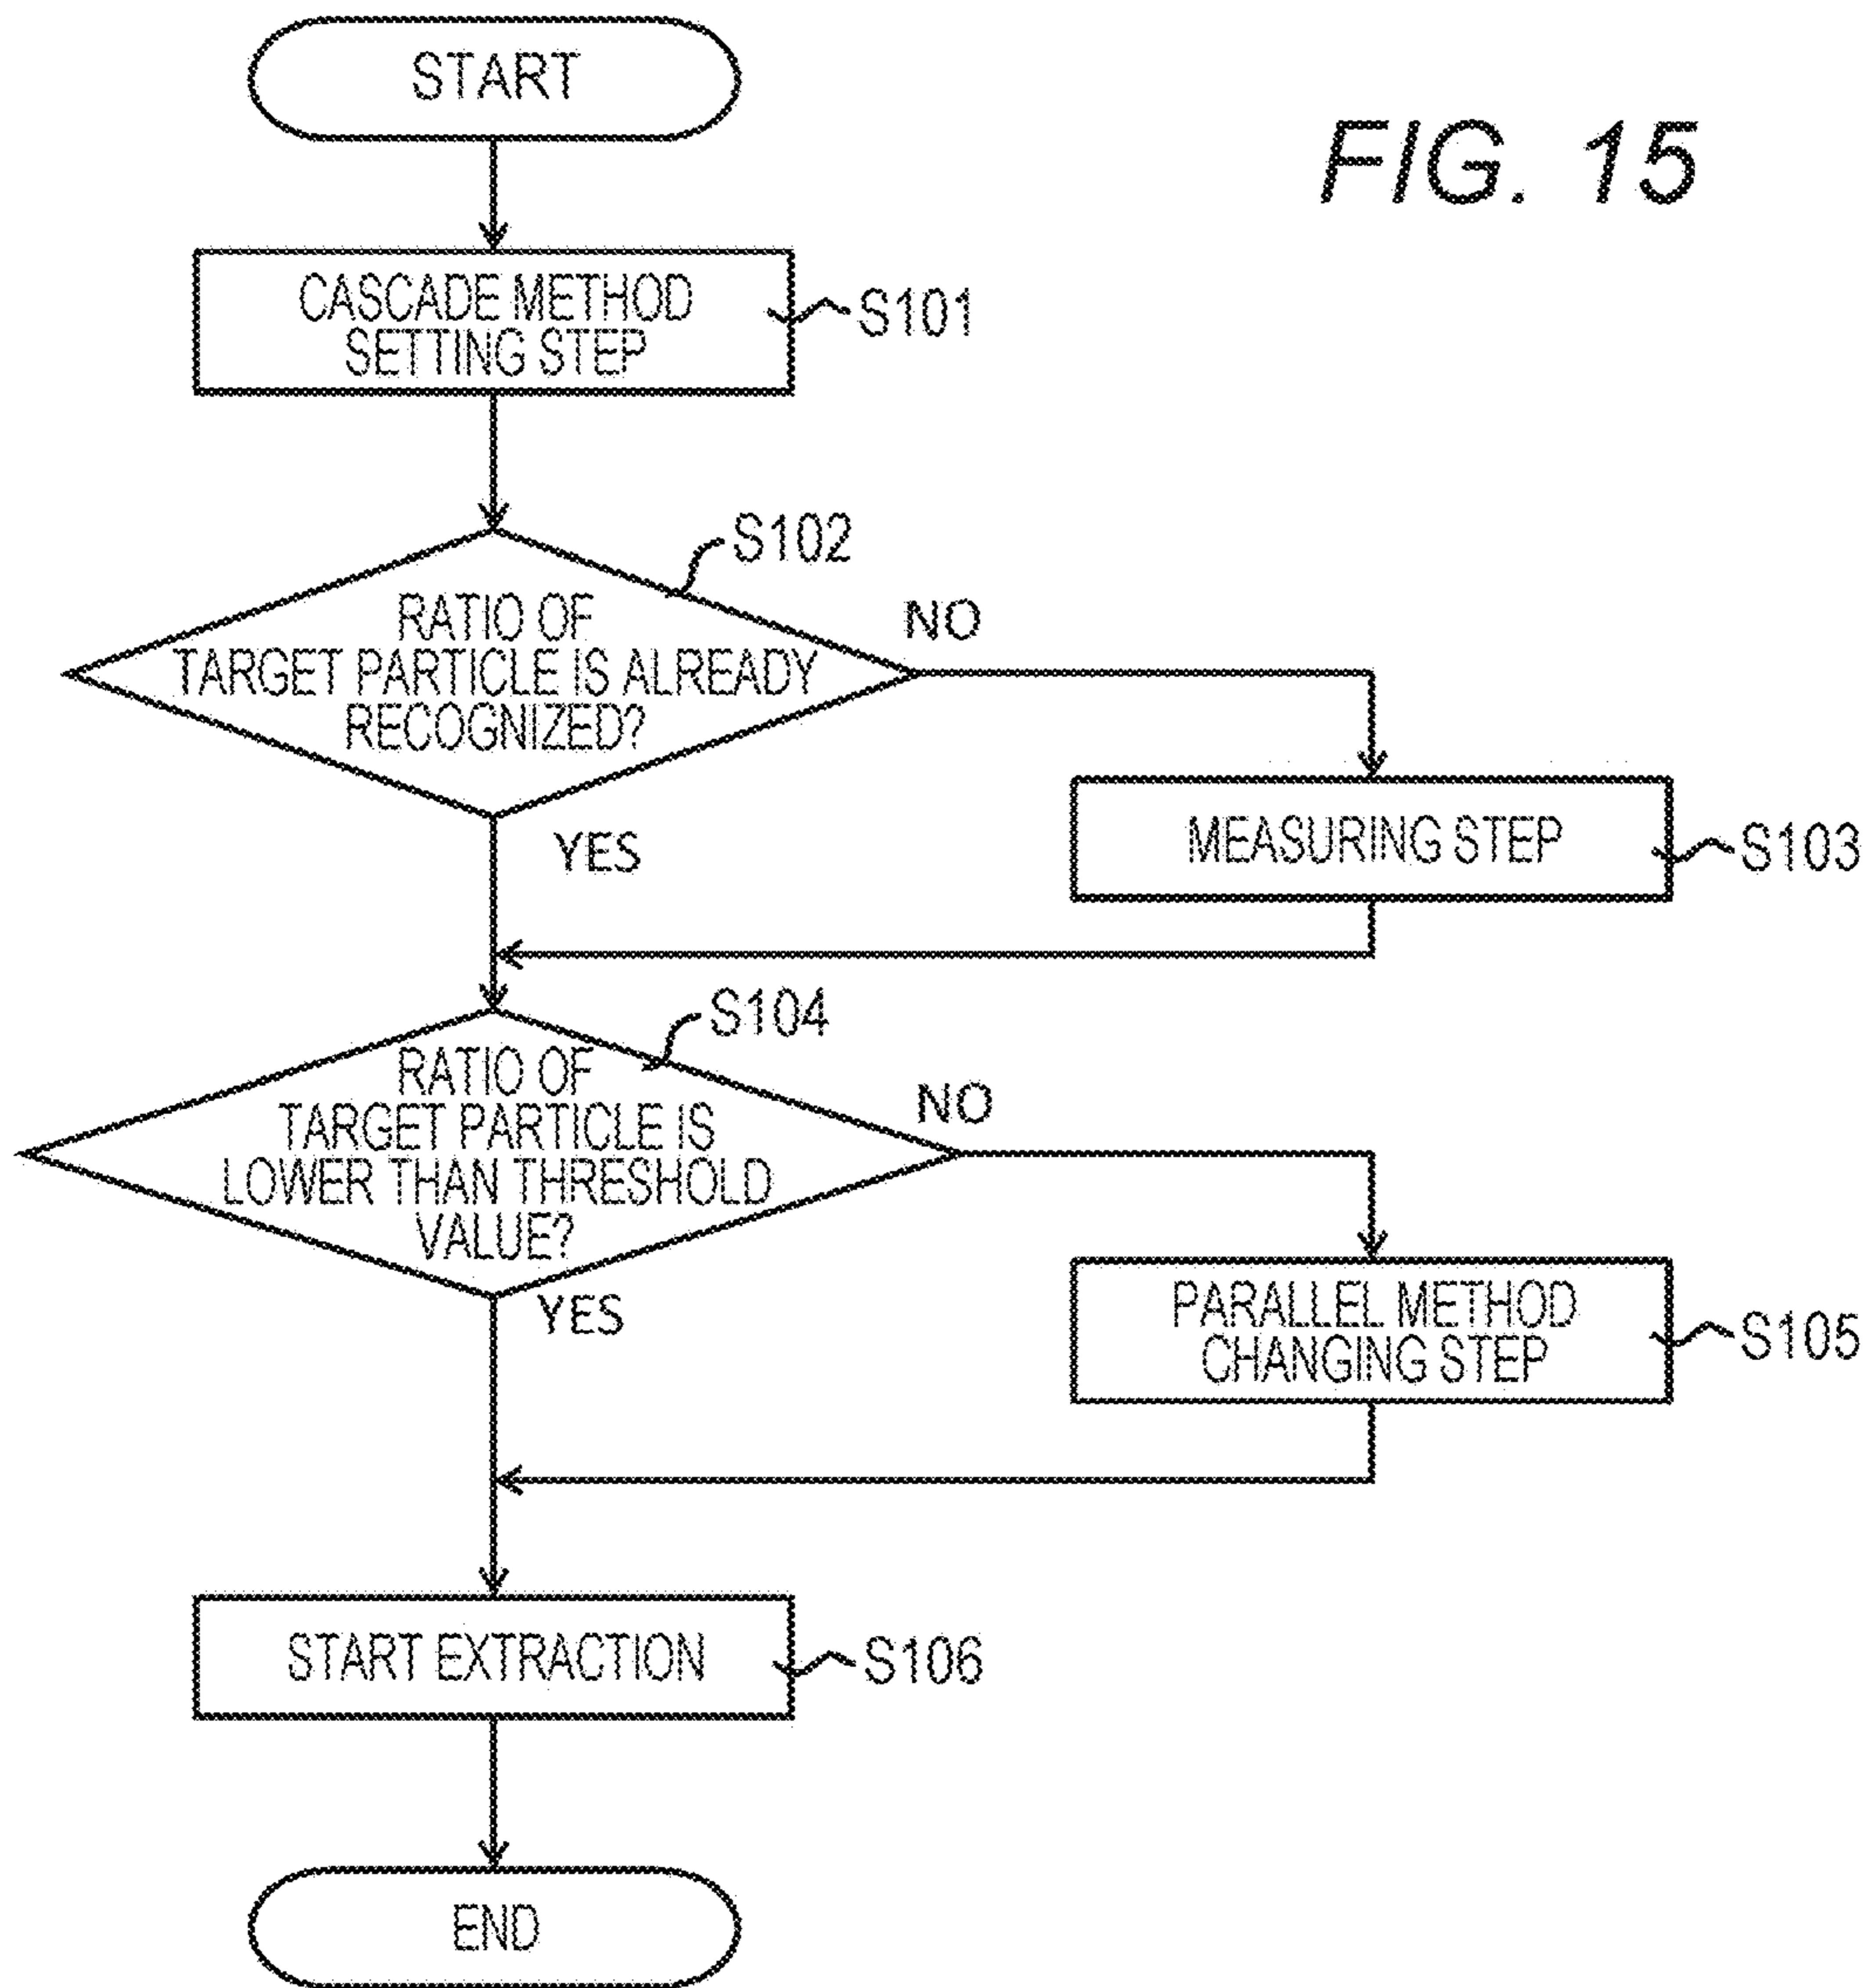 START
FIG. 15
CASCADE METHOD
SETTING STEP
S101
S102
RATIO OF
TARGET PARTICLE IS ALREADY
RECOGNIZED?
NO
YES
MEASURING STEP
S103
S104
RATIO OF
TARGET PARTICLE IS
LOWER THAN THRESHOLD
VALUE?
NO
YES
PARALLEL METHOD
CHANGING STEP
S105
START EXTRACTION
S106
END